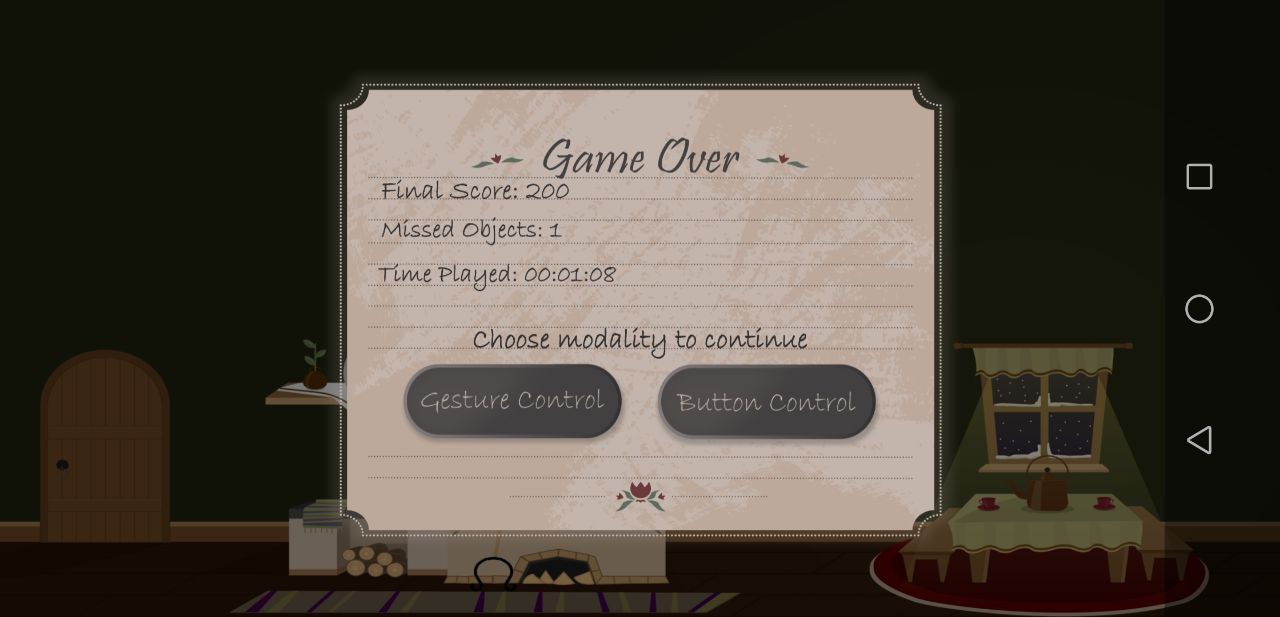 Game Over
Final Score: 200
Missed Objects: 1
Time Played: 00:01:08
Choose modality to continue
Gesture Control
Button Control